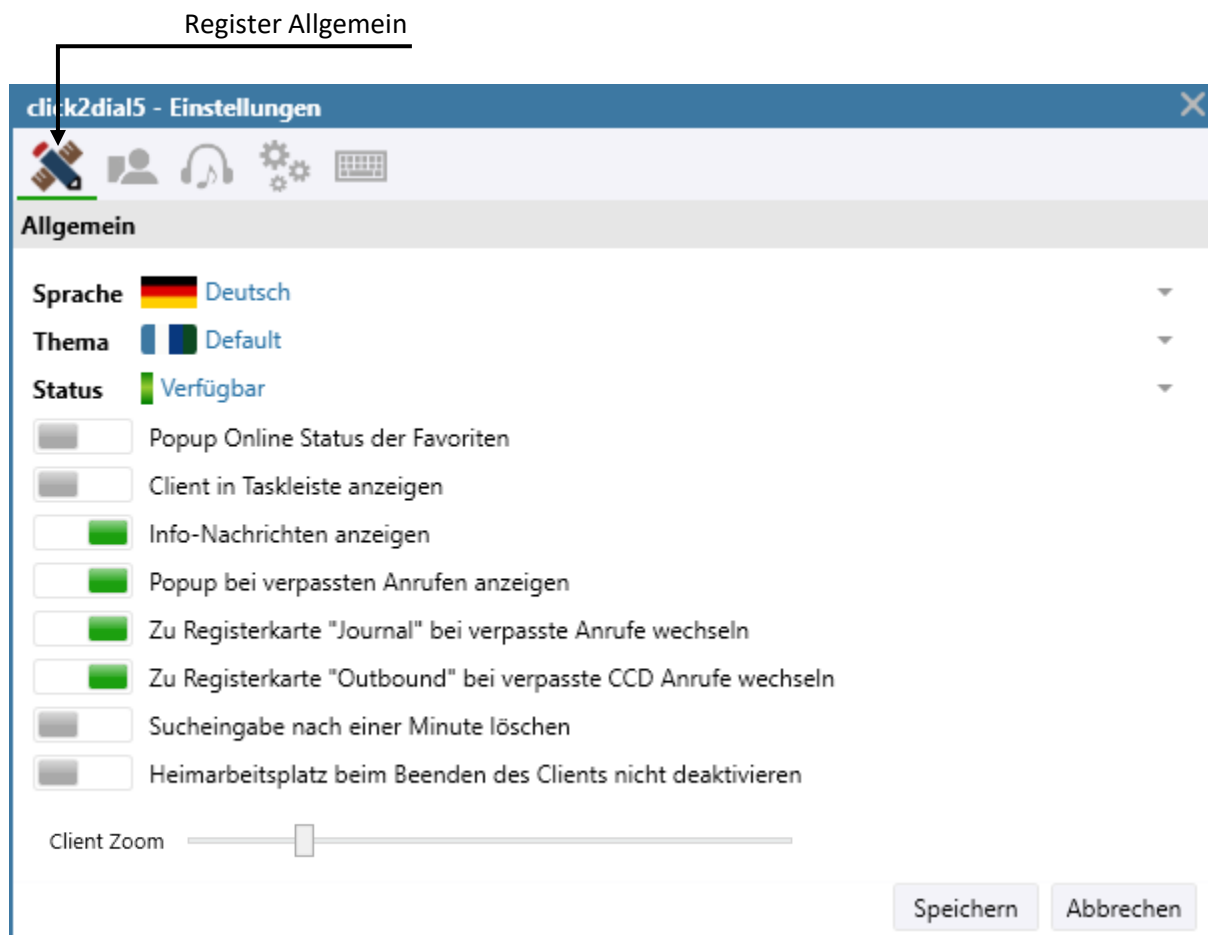 Register Allgemein
click2dial5 - Einstellungen
Allgemein
Sprache Deutsch
Thema Default
Status Verfügbar
Popup Online Status der Favoriten
Client in Taskleiste anzeigen
Info-Nachrichten anzeigen
Popup bei verpassten Anrufen anzeigen
Zu Registerkarte "Journal" bei verpasste Anrufe wechseln
Zu Registerkarte "Outbound" bei verpasste CCD Anrufe wechseln
Sucheingabe nach einer Minute löschen
Heimarbeitsplatz beim Beenden des Clients nicht deaktivieren
Client Zoom
Speichern Abbrechen